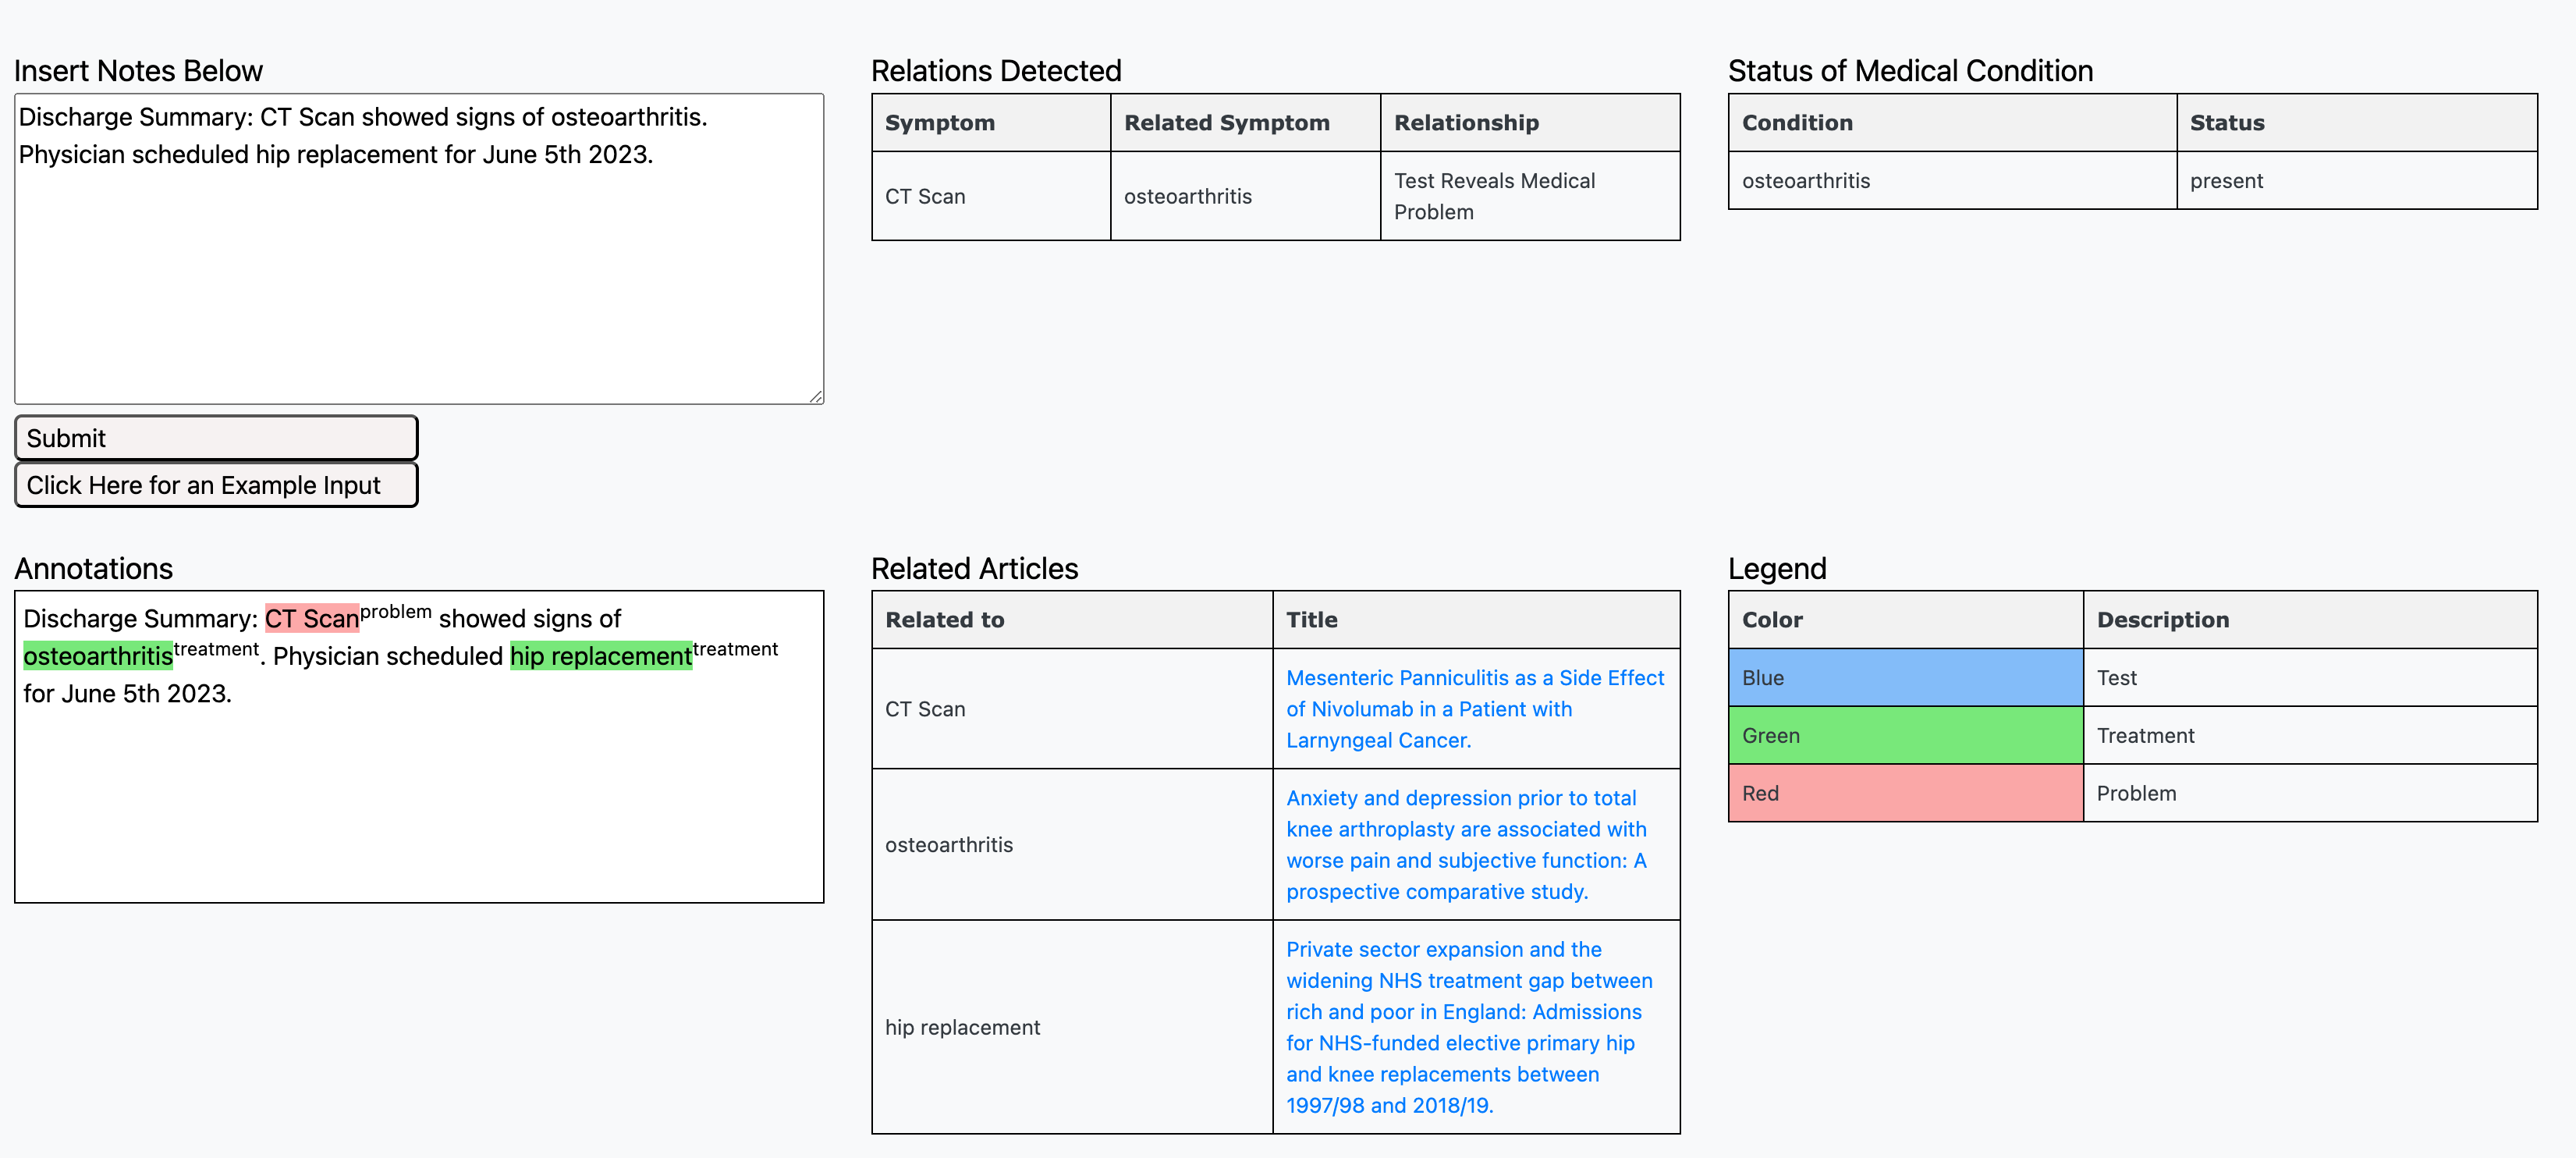 Insert Notes Below
Discharge Summary: CT Scan showed signs of osteoarthritis.
Physician scheduled hip replacement for June 5th 2023.
Submit
Click Here for an Example Input
Relations Detected
Symptom Related Symptom Relationship
CT Scan osteoarthritis Test Reveals Medical
Problem
Status of Medical Condition
Condition Status
osteoarthritis present
Annotations
Discharge Summary: CT Scan problem showed signs of
osteoarthritis treatment. Physician scheduled hip replacement treatment
for June 5th 2023.
Related Articles
Related to Title
CT Scan
Mesenteric Panniculitis as a Side Effect
of Nivolumab in a Patient with
Larnyngeal Cancer.
osteoarthritis
Anxiety and depression prior to total
knee arthroplasty are associated with
worse pain and subjective function: A
prospective comparative study.
hip replacement
Private sector expansion and the
widening NHS treatment gap between
rich and poor in England: Admissions
for NHS-funded elective primary hip
and knee replacements between
1997/98 and 2018/19.
Legend
Color Description
Blue Test
Green Treatment
Red Problem